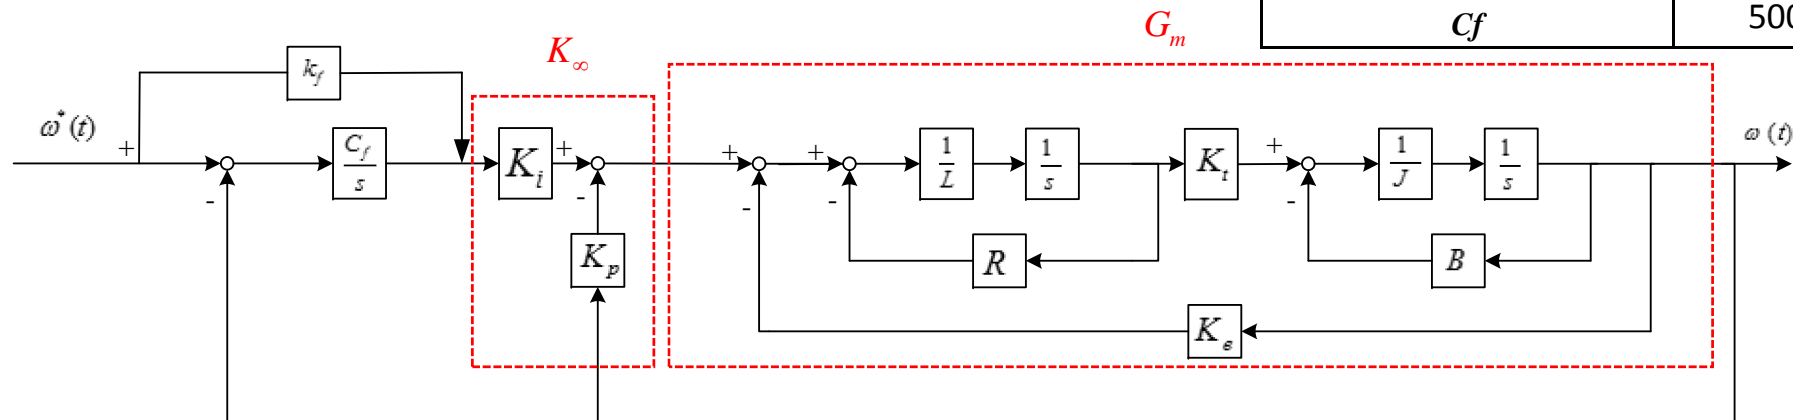 G_m
Cf
500
K_∞
k_f
ω*(t)
+
C_f
s
K_i
+
+
+
1
L
1
s
K_t
+
1
J
1
s
ω (t)
-
-
-
-
-
K_p
R
B
K_e